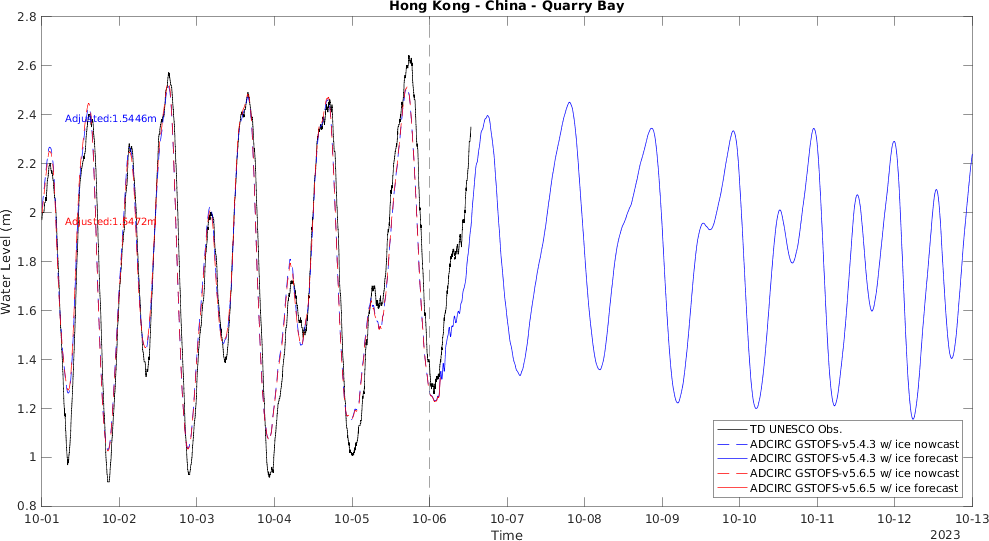 Hong Kong - China - Quarry Bay
2.8
2.6
2.4
2.2
2
1.8
1.6
1.4
1.2
1
0.8
Water Level (m)
Adjusted:1.5446m
Adjusted:1.5472m
TD UNESCO Obs.
ADCIRC GSTOFS-v5.4.3 w/ ice nowcast
ADCIRC GSTOFS-v5.4.3 w/ ice forecast
ADCIRC GSTOFS-v5.6.5 w/ ice nowcast
ADCIRC GSTOFS-v5.6.5 w/ ice forecast
10-01 10-02 10-03 10-04 10-05 10-06 10-07 10-08 10-09 10-10 10-11 10-12 10-13
Time
2023